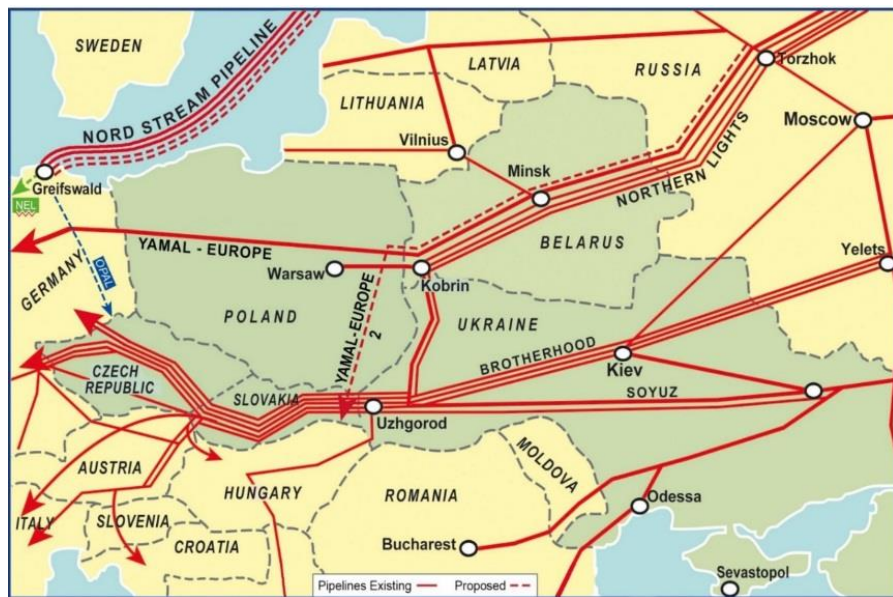 SWEDEN
NORD STREAM PIPELINE
LATVIA
RUSSIA
Torzhok
LITHUANIA
Vilnius
Moscow
Minsk
NORTHERN LIGHTS
Greifswald
NEL
YAMAL - EUROPE
BELARUS
Yelets
Warsaw
Kobrin
GERMANY
OPAL
POLAND
YAMAL-EUROPE
2
UKRAINE
BROTHERHOOD
Kiev
CZECH
REPUBLIC
SLOVAKIA
SOYUZ
Uzhgorod
AUSTRIA
MOLDOVA
HUNGARY
ROMANIA
Odessa
ITALY
SLOVENIA
CROATIA
Bucharest
Sevastopol
Pipelines Existing
Proposed